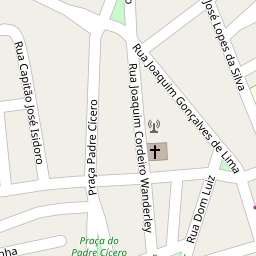 José Lopes da Silva
Rua Joaquim Gonçalves de Lima
Rua Capitão José Isidoro
Praça Padre Cícero
Rua Joaquim Cordeiro Wanderley
Rua Dom Luiz
Praça do
Padre Cícero
nha